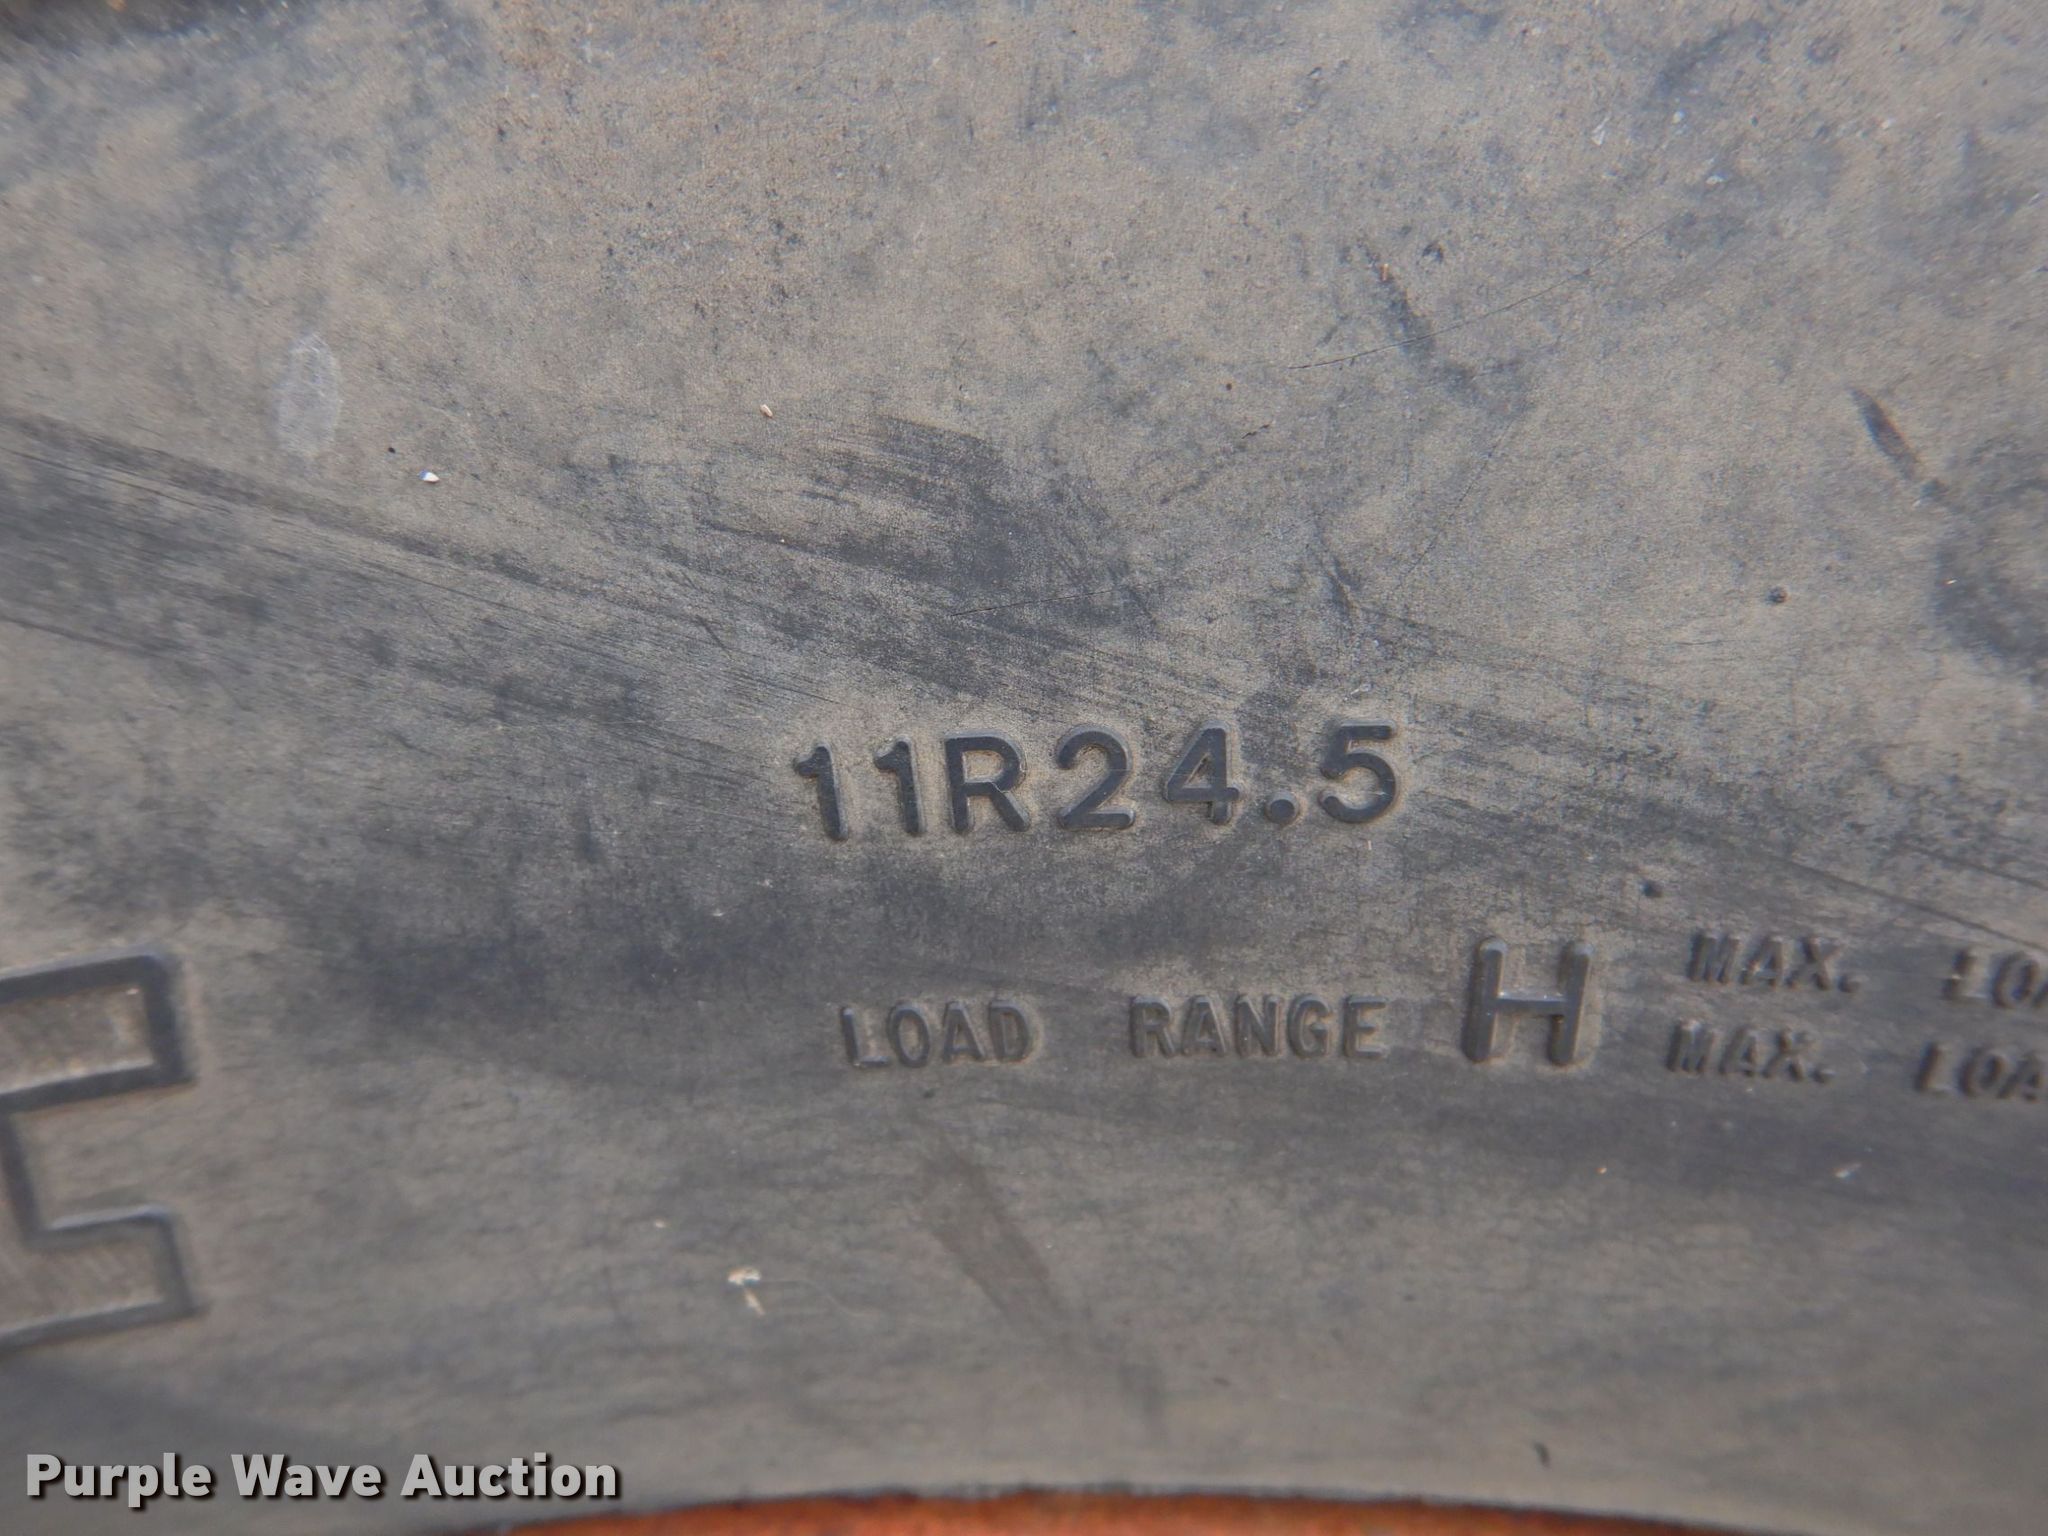 11R24.5
LOAD RANGE H
MAX.
MAX.
Purple Wave Auction